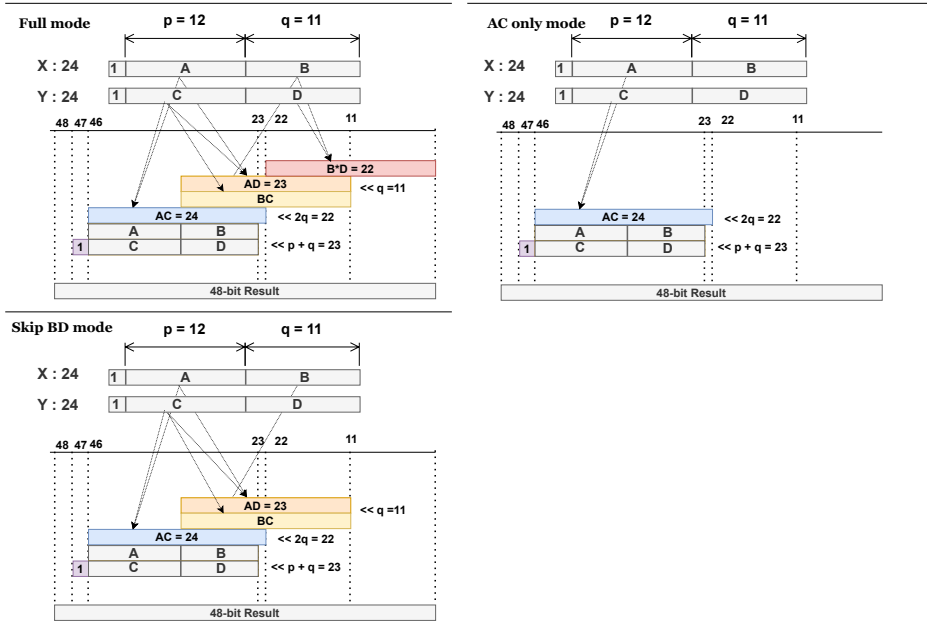 Full mode
p = 12 q = 11
X : 24 1 A B
Y : 24 1 C D
48 47 46 23 22 11
B*D = 22
AD = 23 << q =11
BC
AC = 24 << 2q = 22
A B
1 C D << p + q = 23
48-bit Result
AC only mode
p = 12 q = 11
X : 24 1 A B
Y : 24 1 C D
48 47 46 23 22 11
AC = 24 << 2q = 22
A B
1 C D << p + q = 23
48-bit Result
Skip BD mode
p = 12 q = 11
X : 24 1 A B
Y : 24 1 C D
48 47 46 23 22 11
AD = 23 << q =11
BC
AC = 24 << 2q = 22
A B
1 C D << p + q = 23
48-bit Result